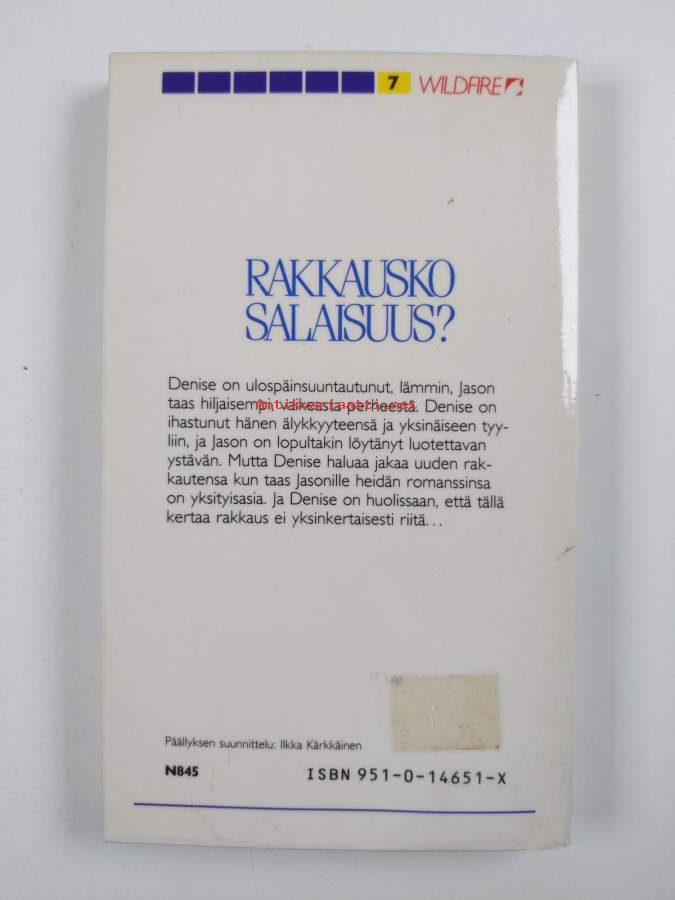 7 WILDFIRE
RAKKAUSKO
SALAISUUS?
Denise on ulospäinsuuntautunut, lämmin, Jason
taas hiljaisempi, vaikeasta perheestä. Denise on
ihastunut hänen älykkyyteensä ja yksinäiseen tyy-
liin, ja Jason on lopultakin löytänyt luotettavan
ystävän. Mutta Denise haluaa jakaa uuden rak-
kautensa kun taas Jasonille heidän romanssinsa
on yksityisasia. Ja Denise on huolissaan, että tällä
kertaa rakkaus ei yksinkertaisesti riitä...
Päällyksen suunnittelu: Ilkka Kärkkäinen
N845 ISBN 951-0-14651-X